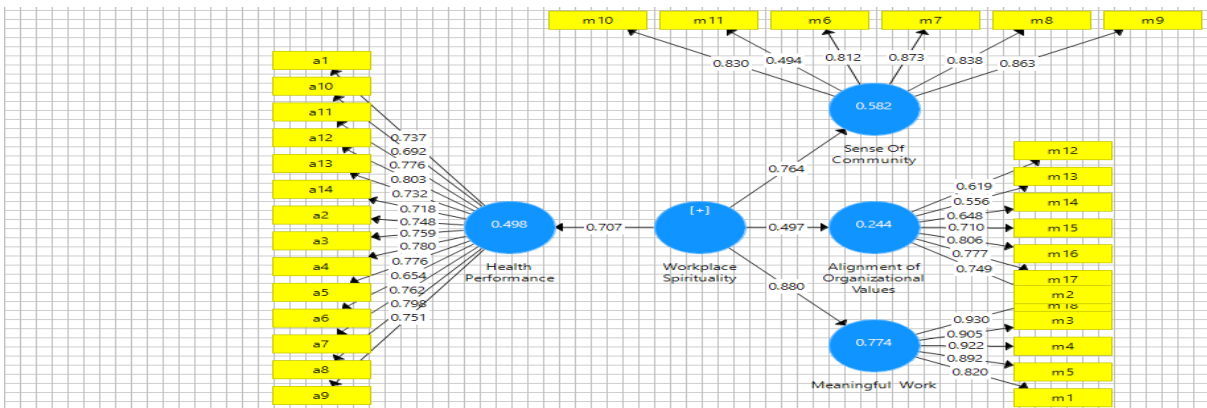 m10
m11
m6
m7
m8
m9
0.830
0.494
0.812
0.873
0.838
0.863
0.582
Sense Of
Community
a1
a10
a11
a12
a13
a14
a2
a3
a4
a5
a6
a7
a8
a9
0.737
0.692
0.776
0.803
0.732
0.718
0.748
0.759
0.780
0.776
0.654
0.762
0.798
0.751
0.498
Health
Performance
0.707
[+]
Workplace
Spirituality
0.764
0.497
0.880
0.244
Alignment of
Organizational
Values
0.619
0.556
0.648
0.710
0.806
0.777
0.749
m12
m13
m14
m15
m16
m17
m2
m18
m3
m4
m5
m1
0.930
0.905
0.922
0.892
0.820
0.774
Meaningful Work